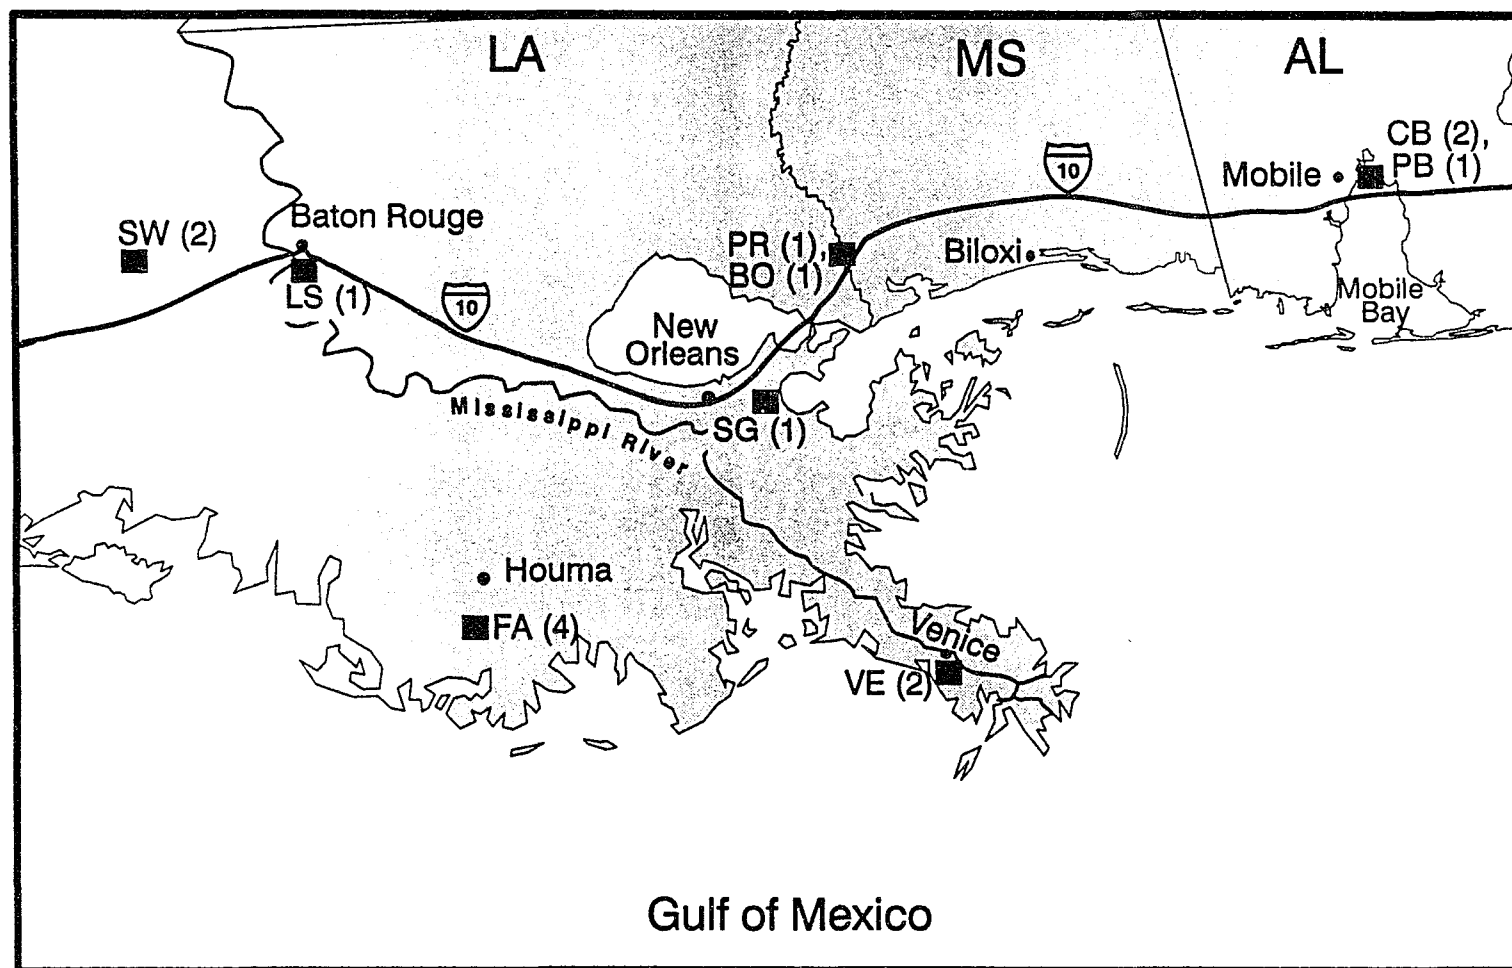 LA
MS
AL
CB (2),
PB (1)
Mobile
10
Baton Rouge
SW (2)
PR (1),
BO (1)
Biloxi
LS (1)
10
Mobile
Bay
New
Orleans
Mississippi River
SG (1)
Houma
FA (4)
Venice
VE (2)
Gulf of Mexico